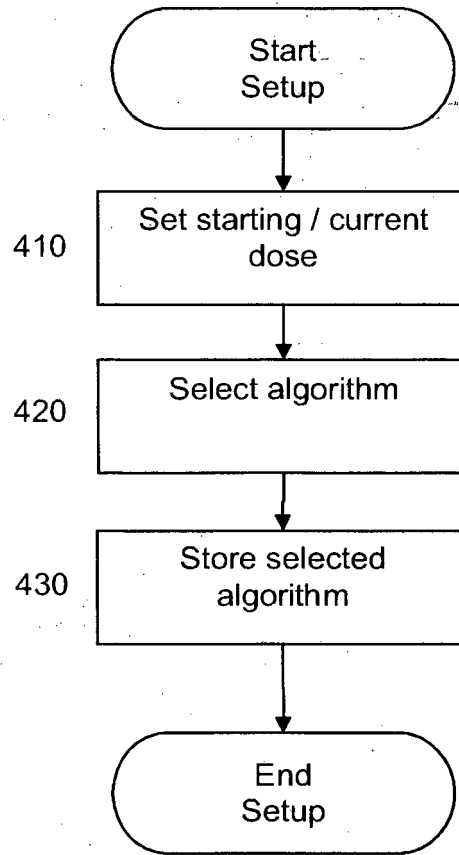 Start
Setup
410
Set starting / current
dose
420
Select algorithm
430
Store selected
algorithm
End
Setup